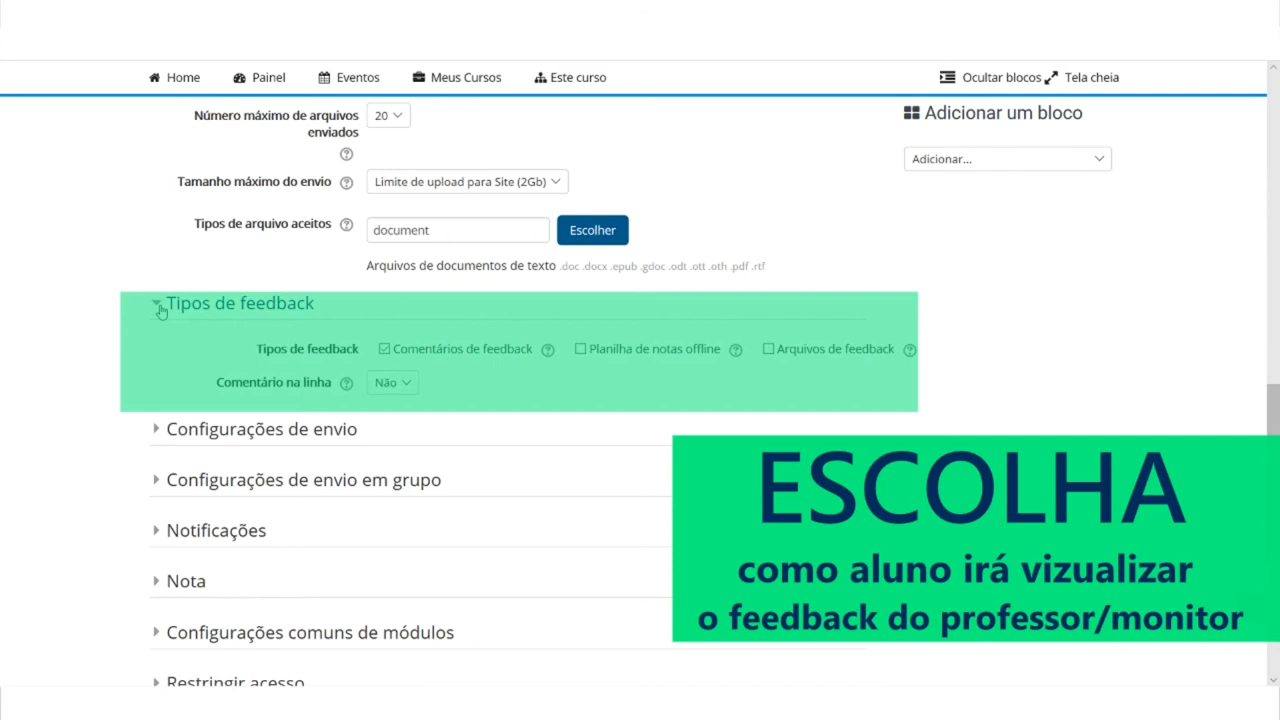 Home Painel Eventos Meus Cursos Este curso Ocultar blocos Tela cheia
Número máximo de arquivos enviados 20
Adicionar um bloco
Adicionar...
Tamanho máximo do envio Limite de upload para Site (2Gb)
Tipos de arquivo aceitos document Escolher
Arquivos de documentos de texto .doc .docx .epub .gdoc .odt .ott .oth .pdf .rtf
Tipos de feedback
Tipos de feedback Comentários de feedback Planilha de notas offline Arquivos de feedback
Comentário na linha Não
Configurações de envio
Configurações de envio em grupo
Notificações
Nota
Configurações comuns de módulos
Restringir acesso
ESCOLHA
como aluno irá vizualizar
o feedback do professor/monitor